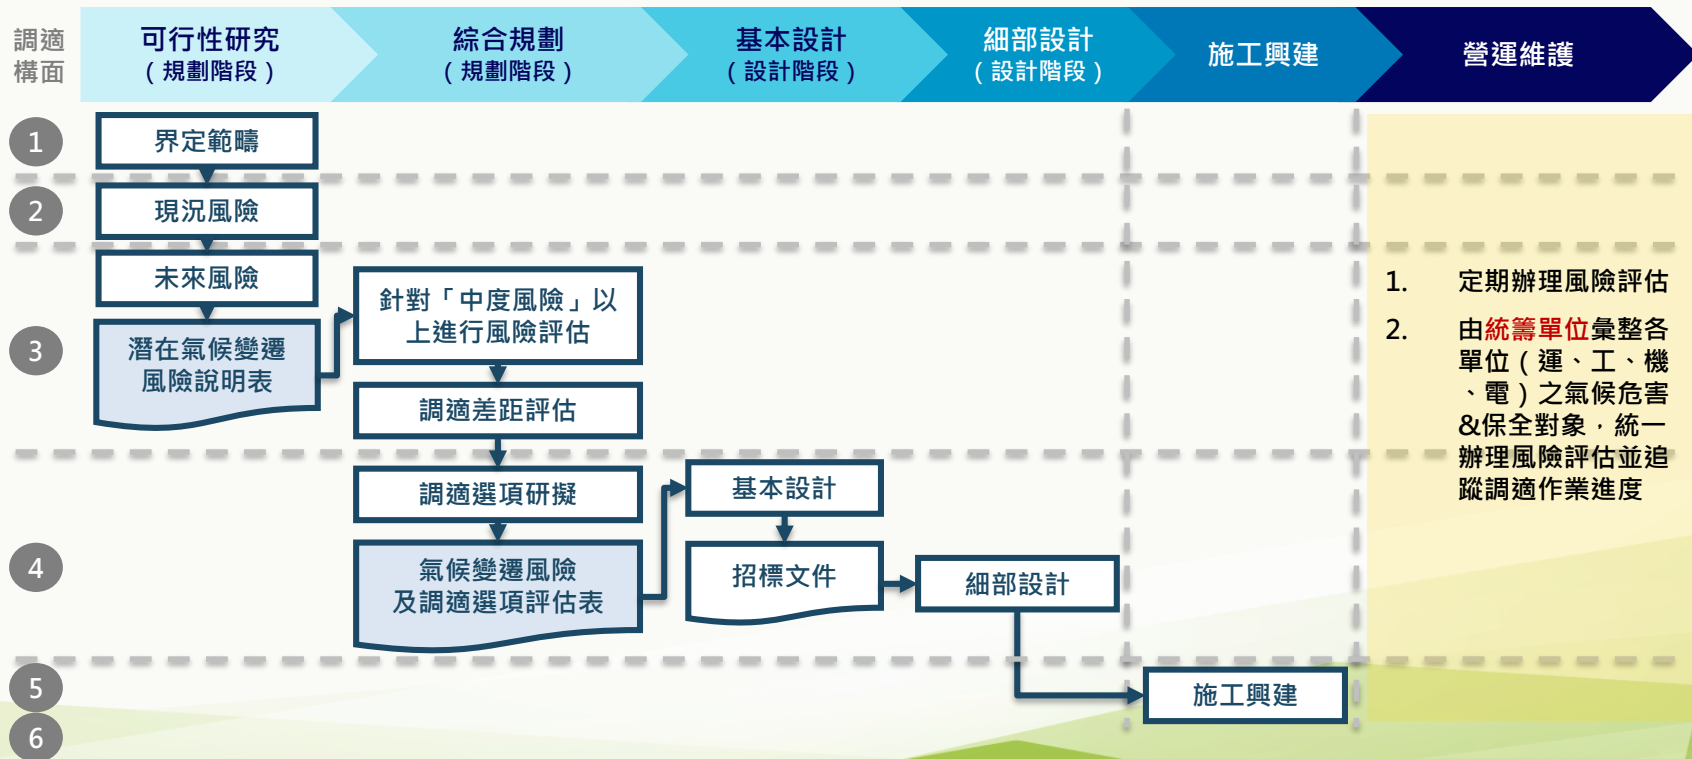 調適
構面
可行性研究
（規劃階段）
綜合規劃
（規劃階段）
基本設計
（設計階段）
細部設計
（設計階段）
施工興建
營運維護
1
界定範疇
2
現況風險
3
未來風險
潛在氣候變遷
風險說明表
針對「中度風險」以
上進行風險評估
調適差距評估
4
調適選項研擬
氣候變遷風險
及調適選項評估表
基本設計
招標文件
細部設計
5
施工興建
6
1. 定期辦理風險評估
2. 由統籌單位彙整各
單位（運、工、機
、電）之氣候危害
&保全對象，統一
辦理風險評估並追
蹤調適作業進度